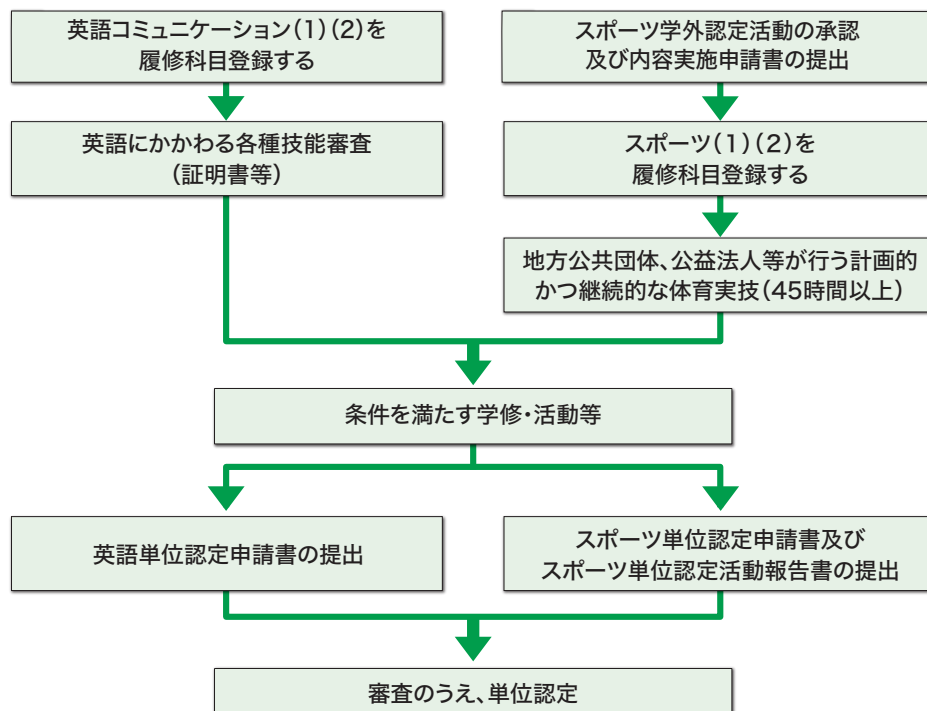 英語コミュニケーション(1)(2)を
履修科目登録する
スポーツ学外認定活動の承認
及び内容実施申請書の提出
英語にかかわる各種技能審査
(証明書等)
スポーツ(1)(2)を
履修科目登録する
地方公共団体、公益法人等が行う計画的
かつ継続的な体育実技(45時間以上)
条件を満たす学修・活動等
英語単位認定申請書の提出
スポーツ単位認定申請書及び
スポーツ単位認定活動報告書の提出
審査のうえ、単位認定